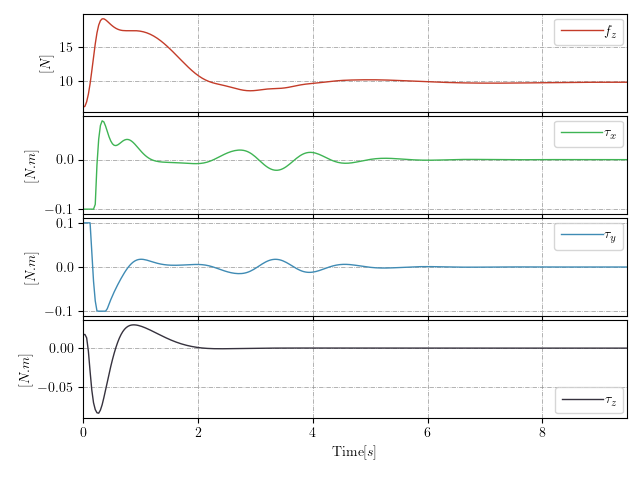 [N]
15
10
f_z
[N.m]
0.0
−0.1
τ_x
[N.m]
0.1
0.0
−0.1
τ_y
[N.m]
0.00
−0.05
τ_z
0 2 4 6 8
Time[s]